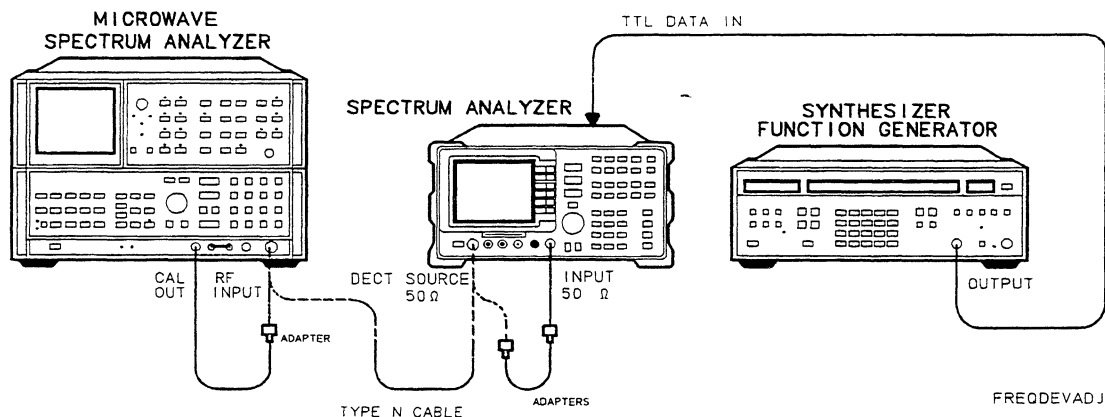 MICROWAVE
SPECTRUM ANALYZER
TTL DATA IN
SPECTRUM ANALYZER
SYNTHESIZER
FUNCTION GENERATOR
CAL
OUT
RF
INPUT
DECT SOURCE
50Ω
INPUT
50 Ω
OUTPUT
ADAPTER
ADAPTERS
TYPE N CABLE
FREQDEVADJ